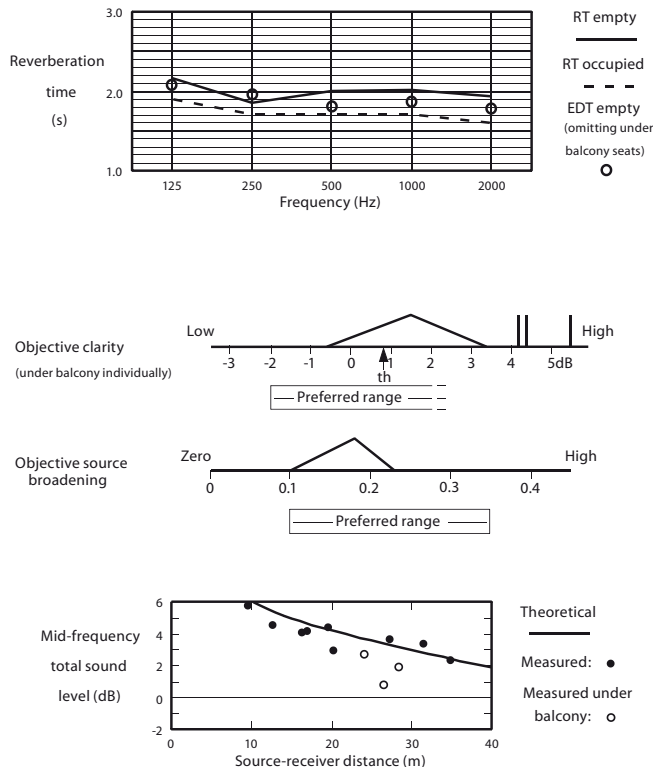 3.0
Reverberation
time
(s)
2.0
1.0
125 250 500 1000 2000
Frequency (Hz)
RT empty
RT occupied
EDT empty
(omitting under
balcony seats)
Objective clarity
(under balcony individually)
Low
High
-3 -2 -1 0 1 2 3 4 5dB
th
Preferred range
Objective source
broadening
Zero
High
0 0.1 0.2 0.3 0.4
Preferred range
Mid-frequency
total sound
level (dB)
6
4
2
0
-2
0 10 20 30 40
Source-receiver distance (m)
Theoretical
Measured:
Measured under
balcony: